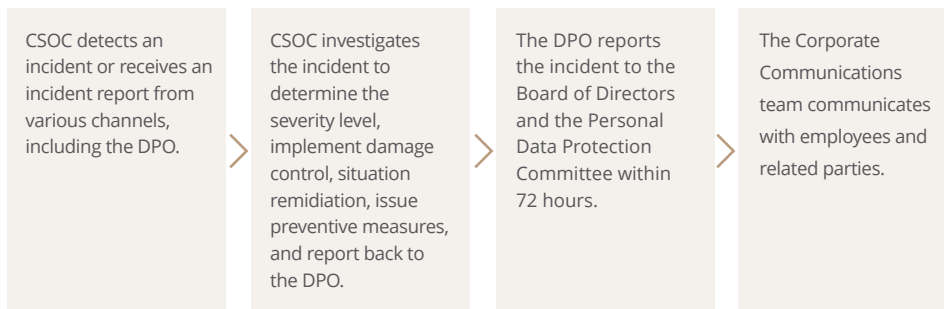 CSOC detects an
incident or receives an
incident report from
various channels,
including the DPO.
CSOC investigates
the incident to
determine the
severity level,
implement damage
control, situation
remidiation, issue
preventive measures,
and report back to
the DPO.
The DPO reports
the incident to the
Board of Directors
and the Personal
Data Protection
Committee within
72 hours.
The Corporate
Communications
team communicates
with employees and
related parties.